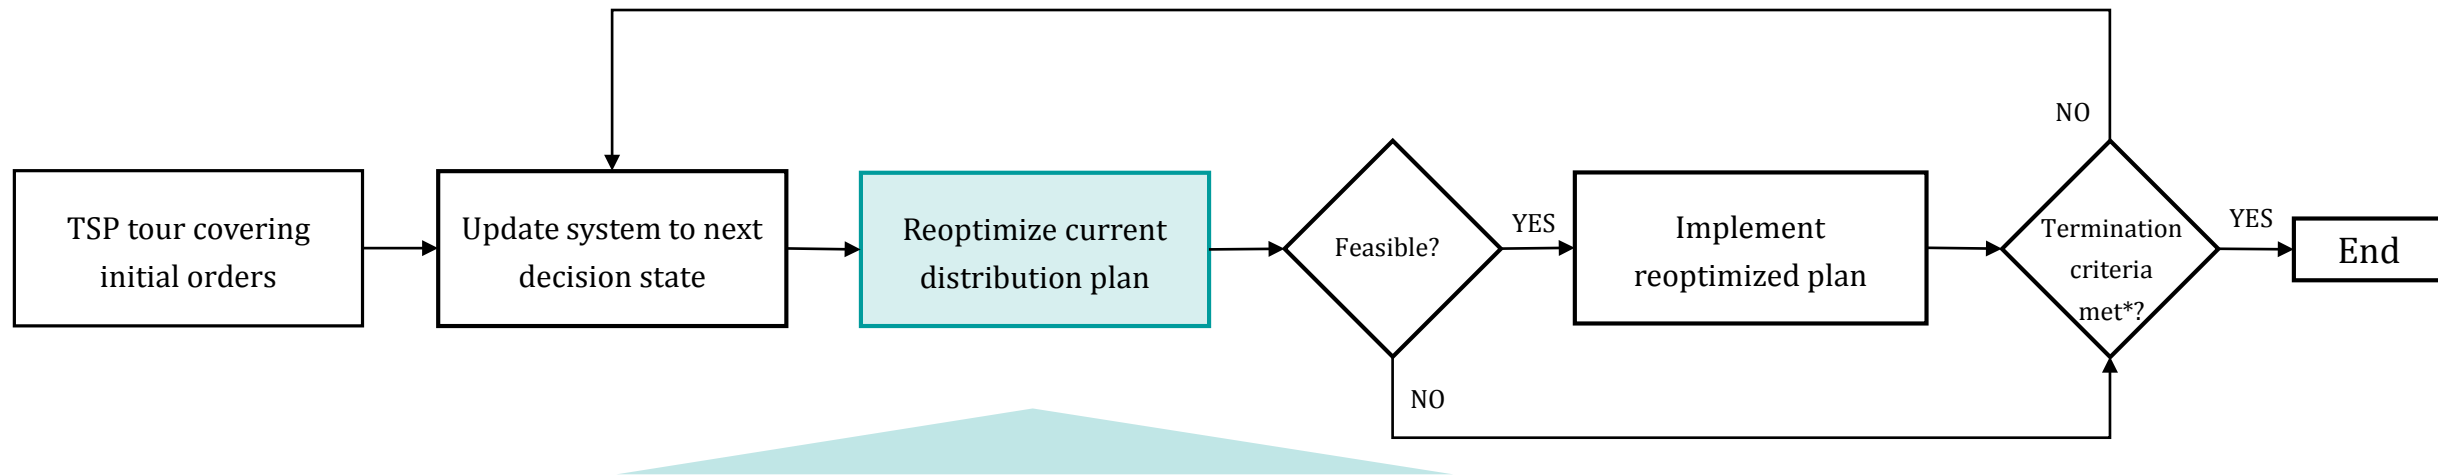 TSP tour covering
initial orders
Update system to next
decision state
Reoptimize current
distribution plan
Feasible?
YES
NO
Implement
reoptimized plan
Termination
criteria
met*?
NO
YES
End